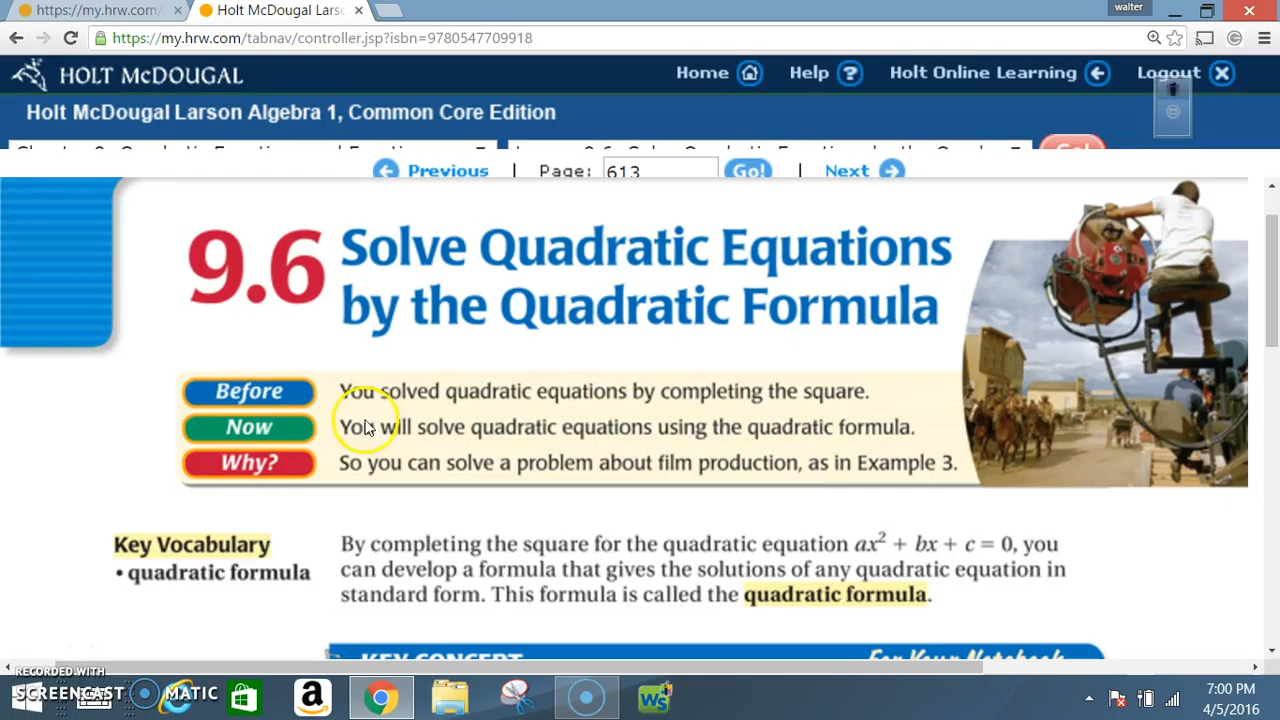 https://my.hrw.com/
Holt McDougal Lars
walter
https://my.hrw.com/tabnav/controller.jsp?isbn=9780547709918
HOLT McDOUGAL
Home
Help
Holt Online Learning
Logout
Holt McDougal Larson Algebra 1, Common Core Edition
Previous | Page: 613 Go! | Next
9.6 Solve Quadratic Equations
by the Quadratic Formula
Before You solved quadratic equations by completing the square.
Now You will solve quadratic equations using the quadratic formula.
Why? So you can solve a problem about film production, as in Example 3.
Key Vocabulary
• quadratic formula
By completing the square for the quadratic equation ax² + bx + c = 0, you
can develop a formula that gives the solutions of any quadratic equation in
standard form. This formula is called the quadratic formula.
KEY CONCEPT
For Your Notebook
RECORDED WITH
SCREENCAST MATIC
7:00 PM
4/5/2016